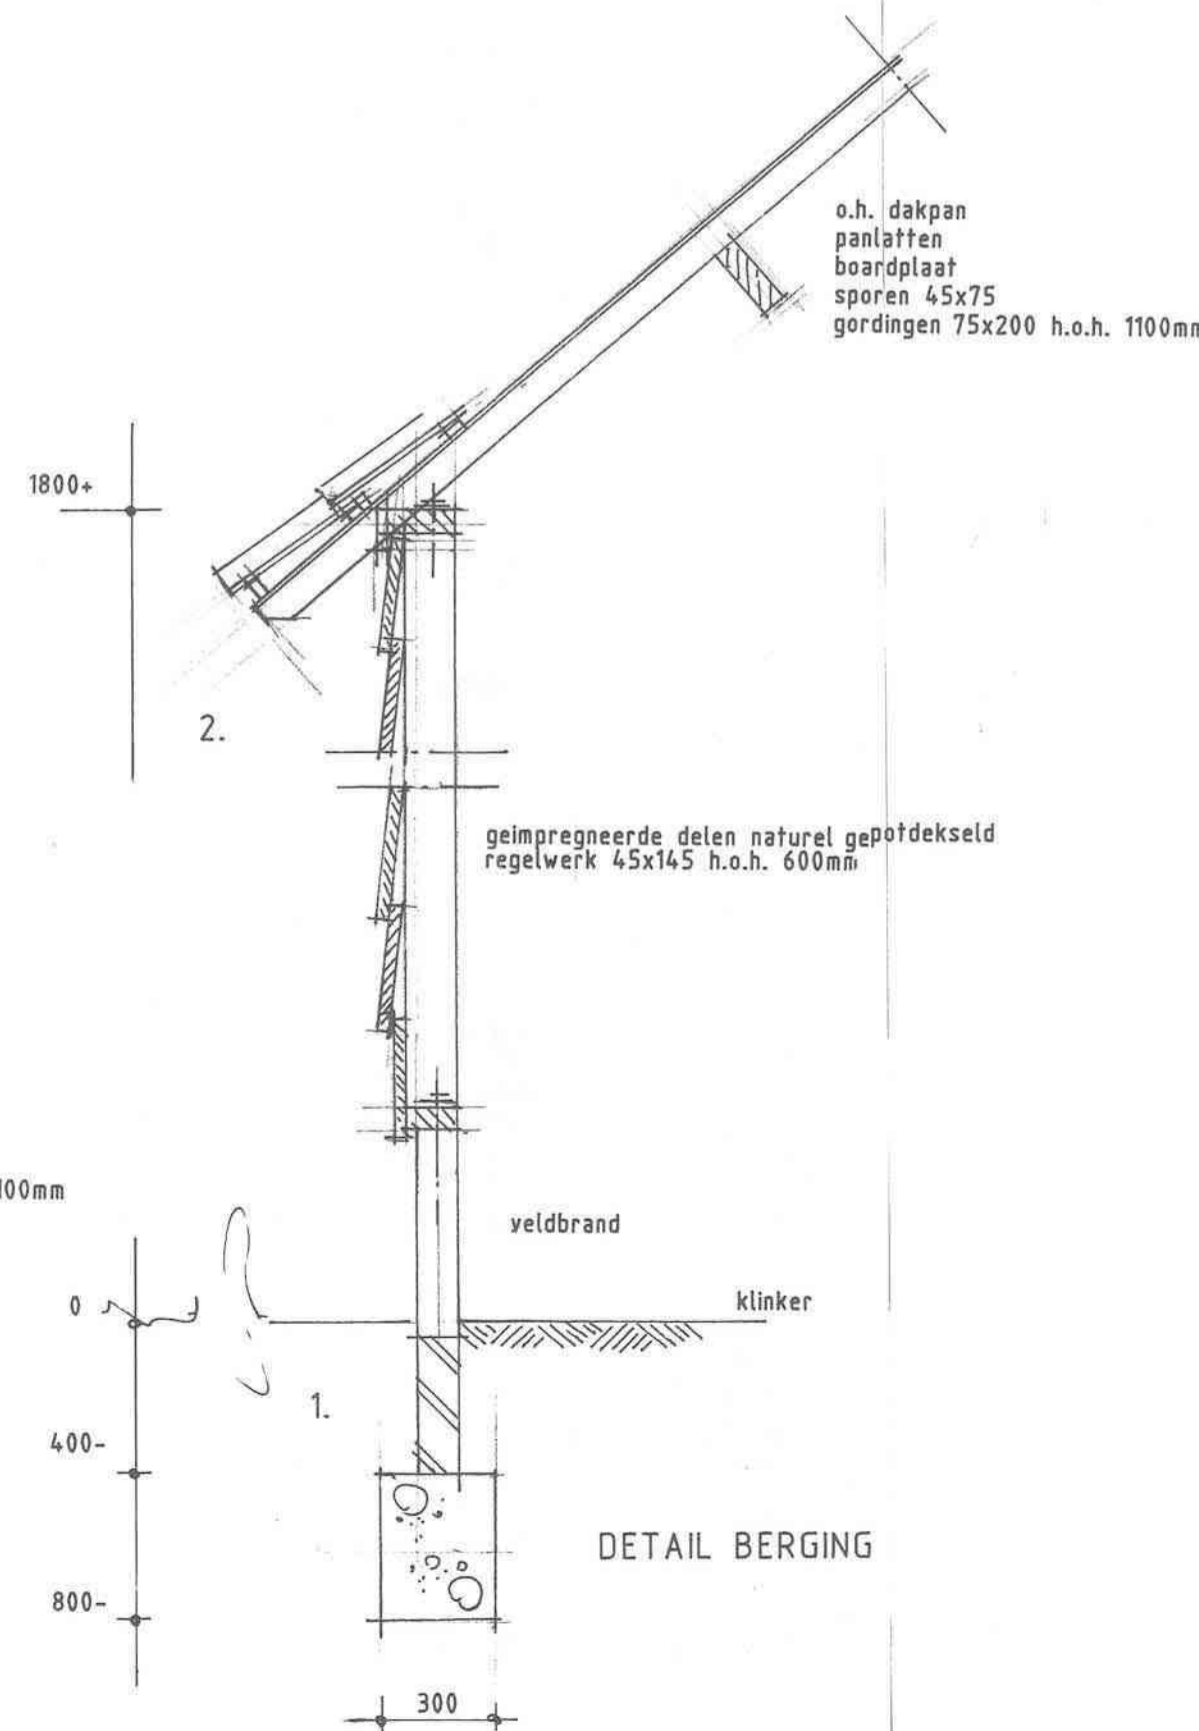 o.h. dakpan
panlatten
boardplaat
sporen 45x75
gordingen 75x200 h.o.h. 1100mm
1800+
2.
geimpregneerde delen naturel gepotdekseld
regelwerk 45x145 h.o.h. 600mm
100mm
veldbrand
0
klinker
1.
400-
DETAIL BERGING
800-
300